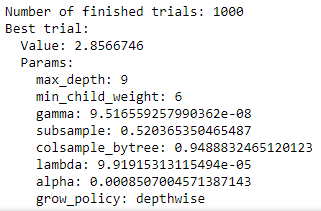 Number of finished trials: 1000
Best trial:
  Value: 2.8566746
  Params:
    max_depth: 9
    min_child_weight: 6
    gamma: 9.516559257990362e-08
    subsample: 0.520365350465487
    colsample_bytree: 0.9488832465120123
    lambda: 9.91915313115494e-05
    alpha: 0.0008507004571387143
    grow_policy: depthwise